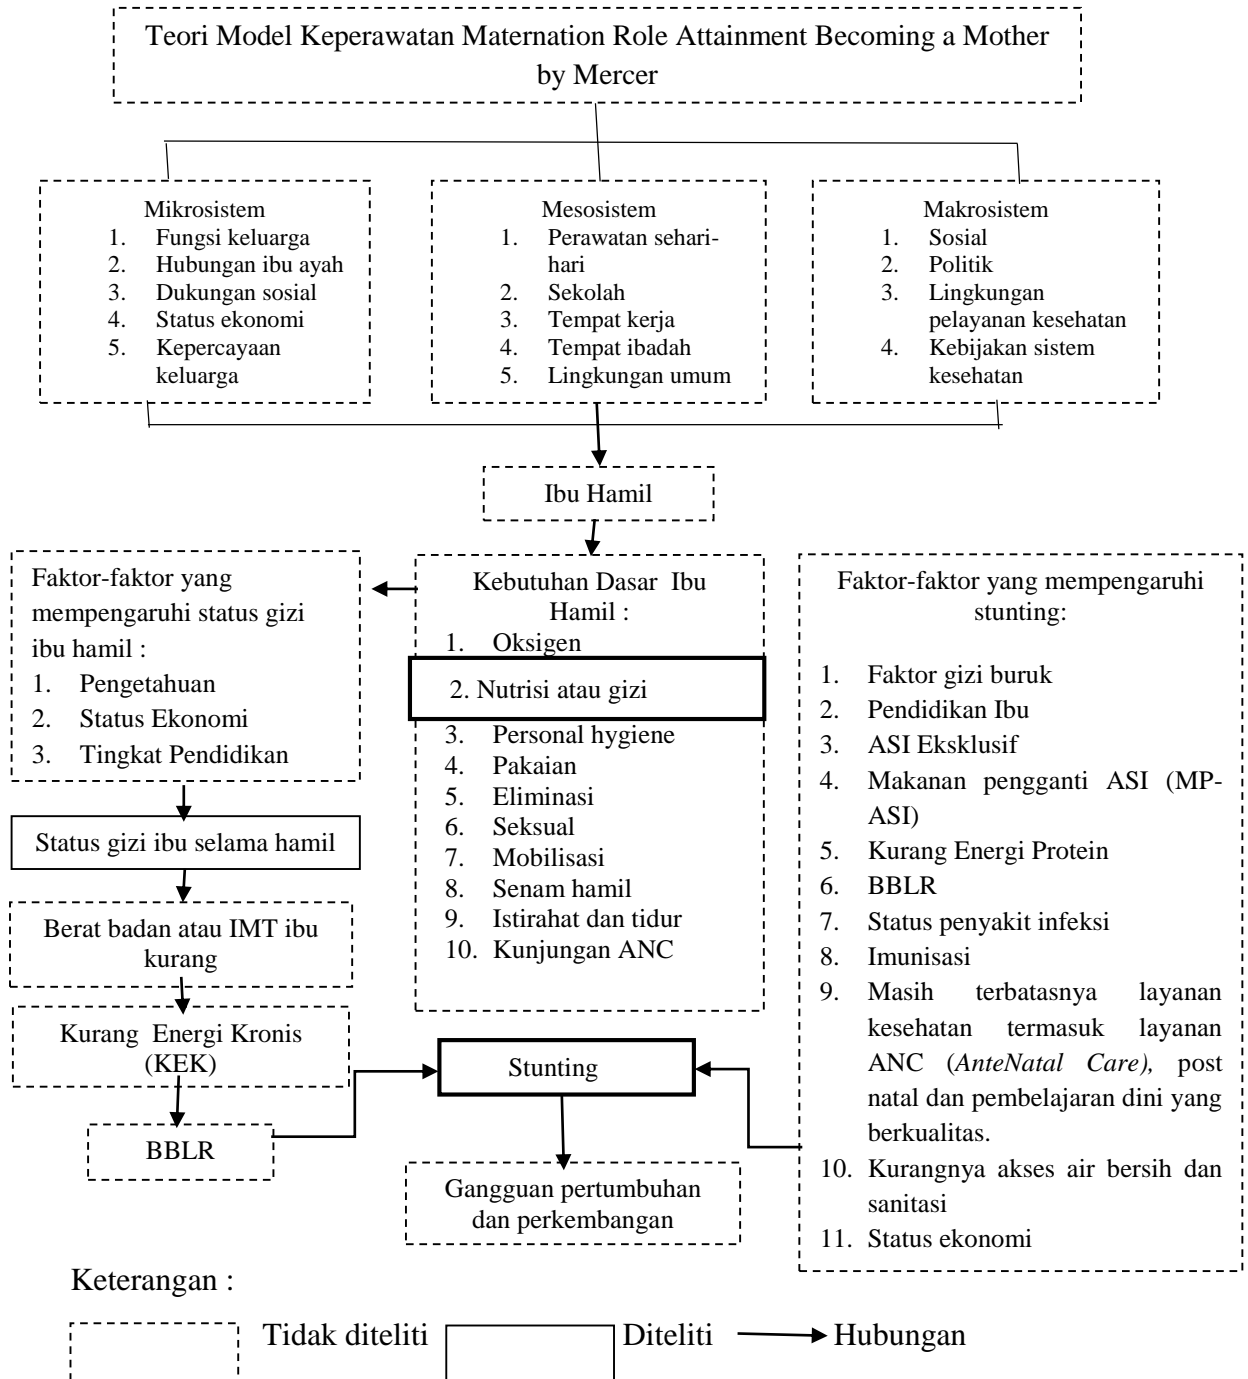 Teori Model Keperawatan Maternation Role Attainment Becoming a Mother
by Mercer
Mikrosistem
1. Fungsi keluarga
2. Hubungan ibu ayah
3. Dukungan sosial
4. Status ekonomi
5. Kepercayaan
keluarga
Mesosistem
1. Perawatan sehari-
hari
2. Sekolah
3. Tempat kerja
4. Tempat ibadah
5. Lingkungan umum
Makrosistem
1. Sosial
2. Politik
3. Lingkungan
pelayanan kesehatan
4. Kebijakan sistem
kesehatan
Ibu Hamil
Faktor-faktor yang
mempengaruhi status gizi
ibu hamil :
1. Pengetahuan
2. Status Ekonomi
3. Tingkat Pendidikan
Status gizi ibu selama hamil
Berat badan atau IMT ibu
kurang
Kurang Energi Kronis
(KEK)
BBLR
Kebutuhan Dasar Ibu
Hamil :
1. Oksigen
2. Nutrisi atau gizi
3. Personal hygiene
4. Pakaian
5. Eliminasi
6. Seksual
7. Mobilisasi
8. Senam hamil
9. Istirahat dan tidur
10. Kunjungan ANC
Stunting
Gangguan pertumbuhan
dan perkembangan
Faktor-faktor yang mempengaruhi
stunting:
1. Faktor gizi buruk
2. Pendidikan Ibu
3. ASI Eksklusif
4. Makanan pengganti ASI (MP-
ASI)
5. Kurang Energi Protein
6. BBLR
7. Status penyakit infeksi
8. Imunisasi
9. Masih terbatasnya layanan
kesehatan termasuk layanan
ANC (AnteNatal Care), post
natal dan pembelajaran dini yang
berkualitas.
10. Kurangnya akses air bersih dan
sanitasi
11. Status ekonomi
Keterangan :
Tidak diteliti Diteliti Hubungan